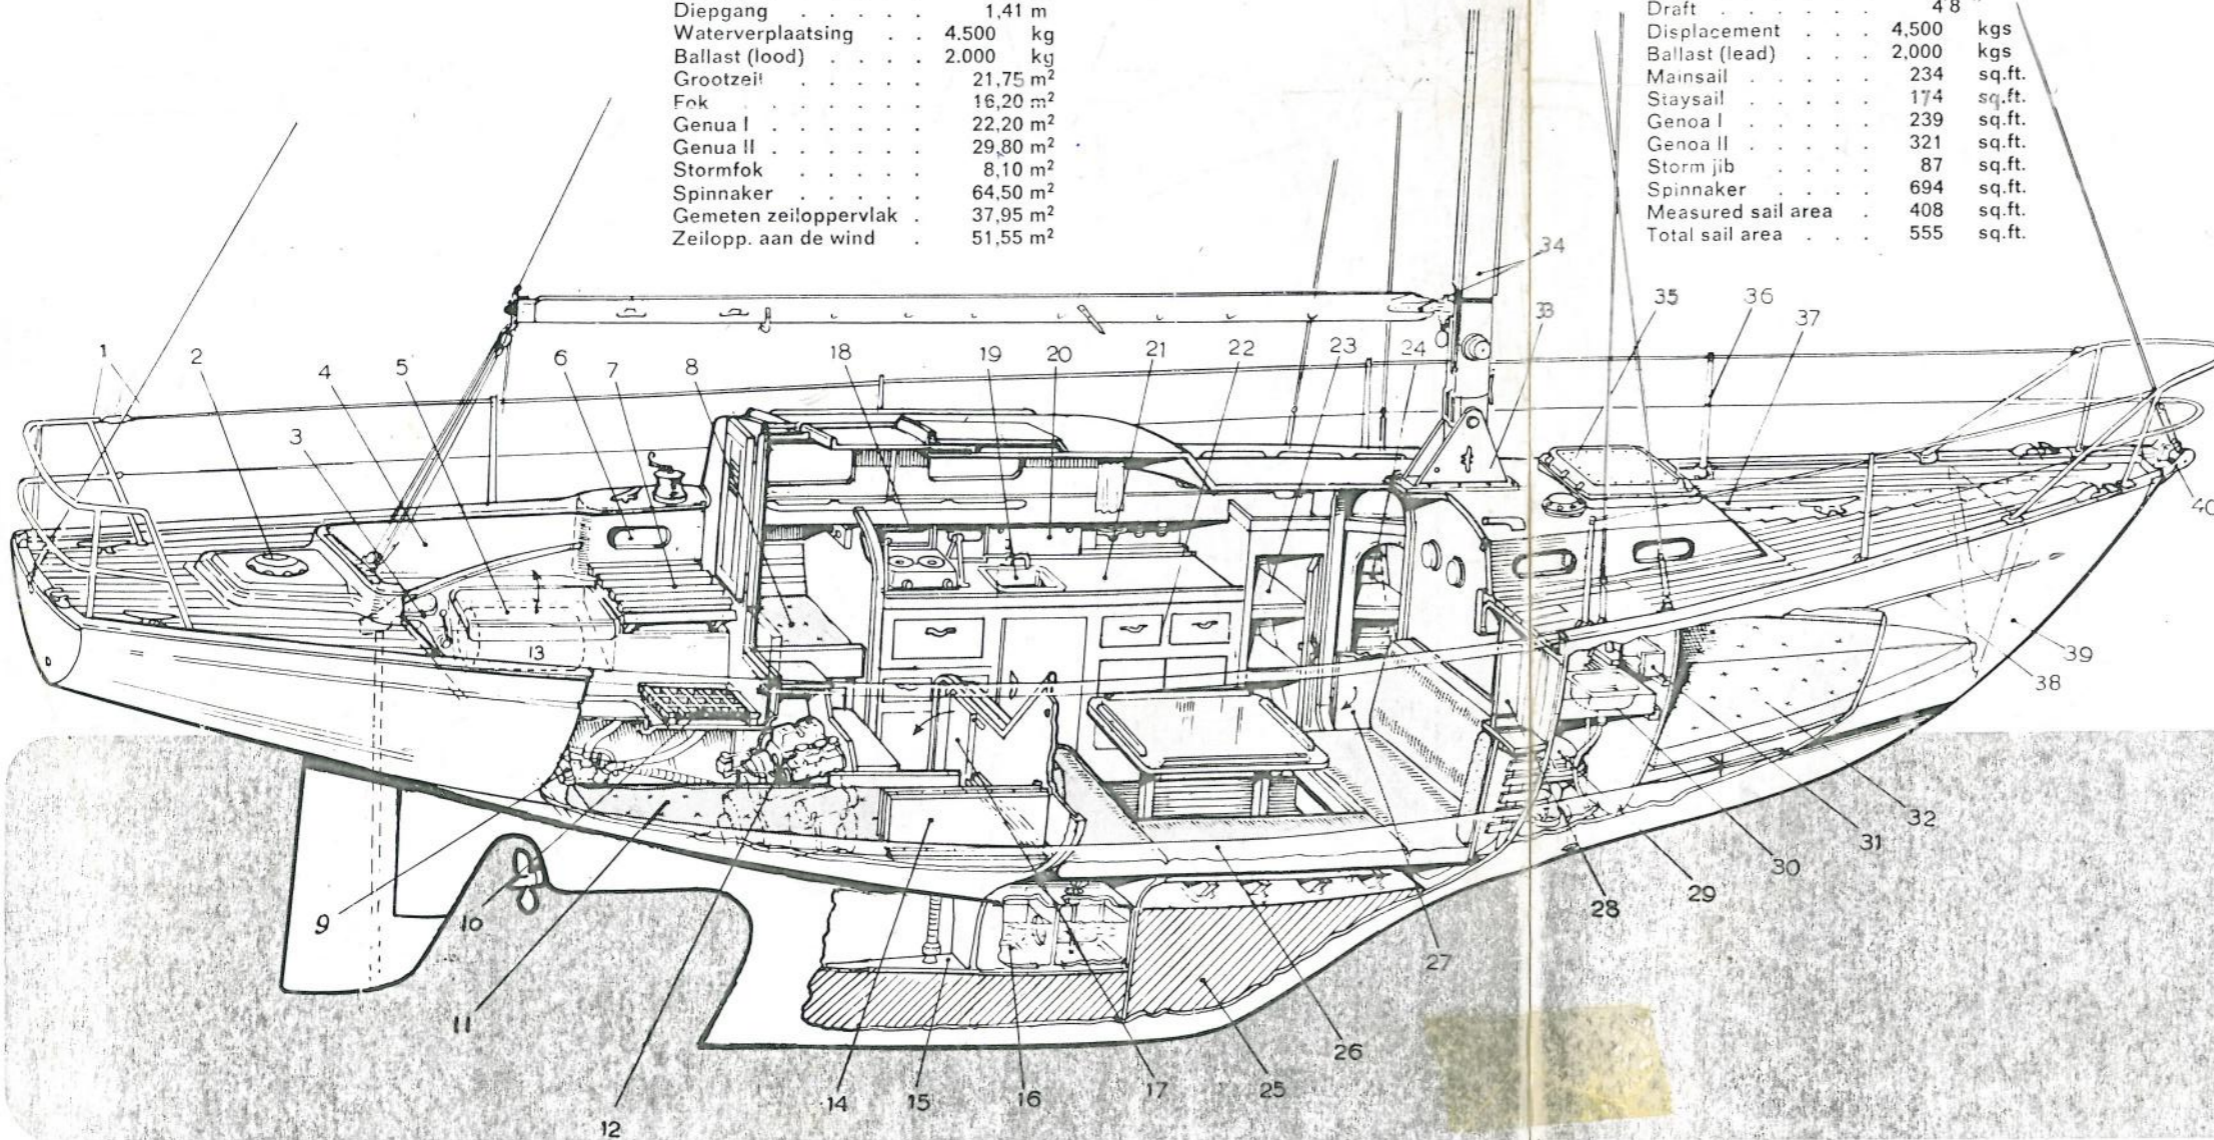 Diepgang . . . . . 1,41 m
Waterverplaatsing . . 4.500 kg
Ballast (lood) . . . . 2.000 kg
Grootzeil . . . . . 21,75 m²
Fok . . . . . . 16,20 m²
Genua I . . . . . . 22,20 m²
Genua II . . . . . . 29,80 m²
Stormfok . . . . . 8,10 m²
Spinnaker . . . . . 64,50 m²
Gemeten zeiloppervlak . 37,95 m²
Zeilopp. aan de wind . 51,55 m²
Draft . . . . . . 4'8"
Displacement . . . 4,500 kgs
Ballast (lead) . . . 2,000 kgs
Mainsail . . . . . 234 sq.ft.
Staysail . . . . . 174 sq.ft.
Genoa I . . . . . 239 sq.ft.
Genoa II . . . . . 321 sq.ft.
Storm jib . . . . 87 sq.ft.
Spinnaker . . . . 694 sq.ft.
Measured sail area . 408 sq.ft.
Total sail area . . . 555 sq.ft.
34
33
35
36
37
1
2
3
4
5
6
7
8
18
19
20
21
22
23
24
13
40
39
38
9
10
11
12
14
15
16
17
25
26
27
28
29
30
31
32